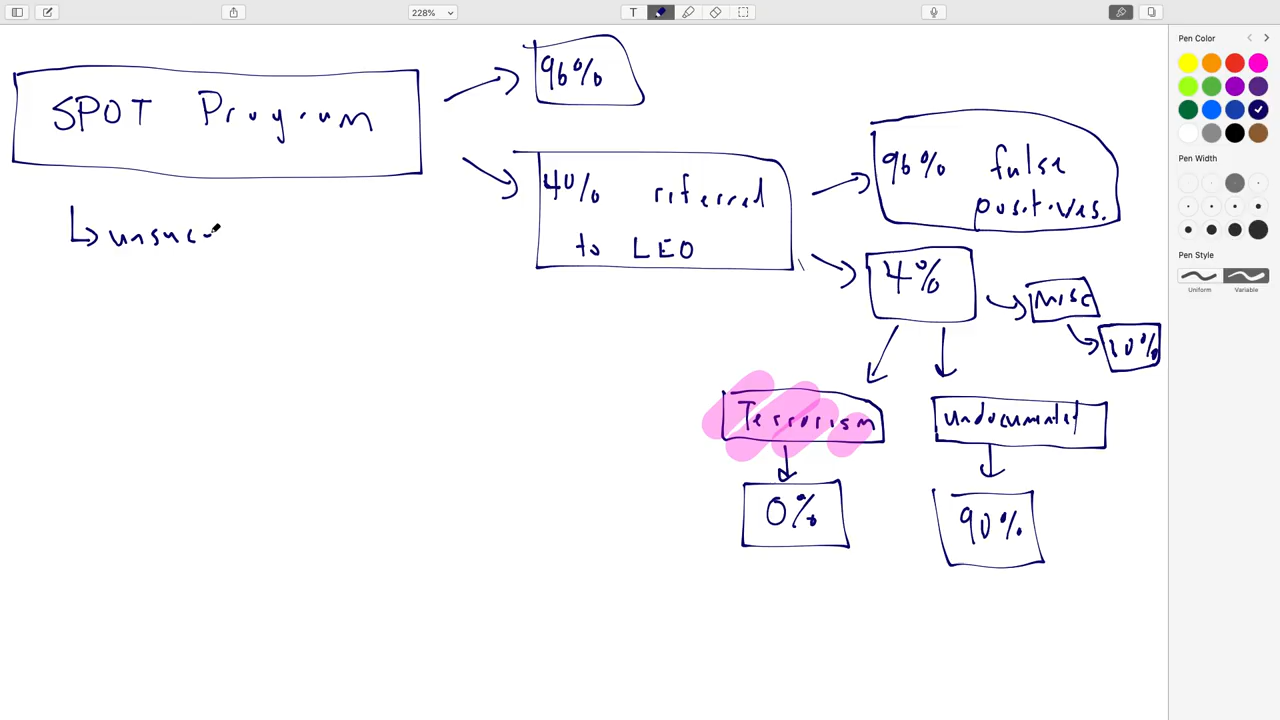 228%
T
Pen Color
Pen Width
Pen Style
Uniform
Variable
SPOT Program
↳ unsuc
96%
40% referred
to LEO
96% false
positives.
4%
Misc
10%
Terrorism
0%
undocumented
90%